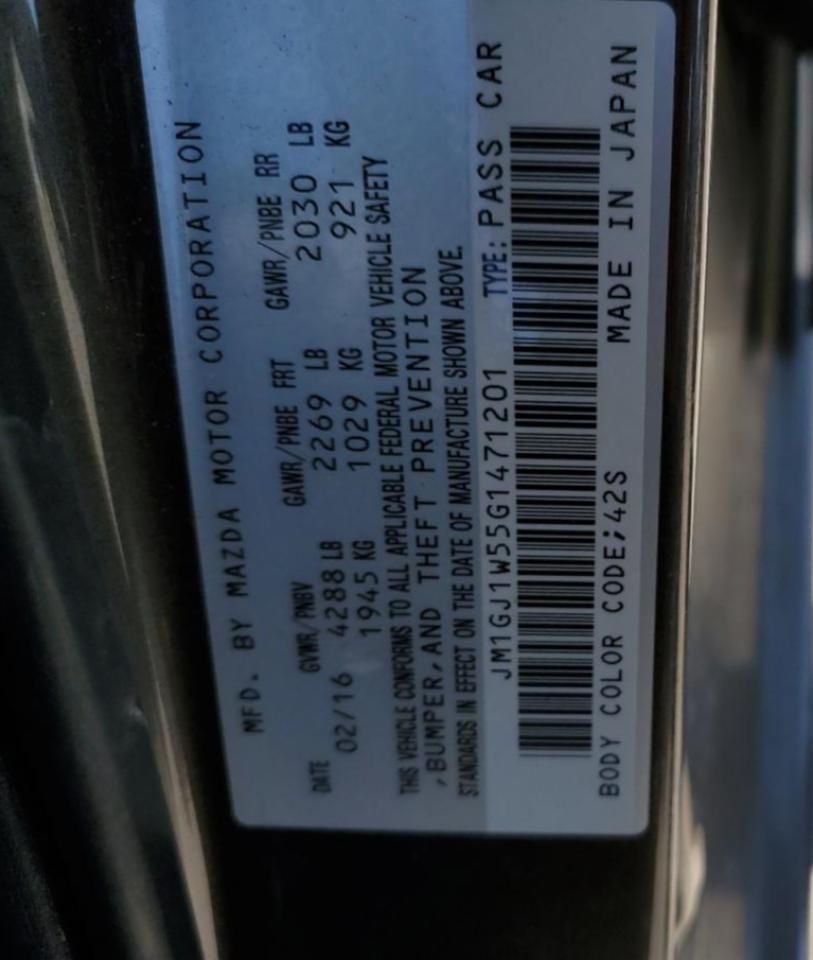 MFD. BY MAZDA MOTOR CORPORATION
DATE GVWR/PNBV GAWR/PNBE FRT GAWR/PNBE RR
02/16 4288 LB 2269 LB 2030 LB
1945 KG 1029 KG 921 KG
THIS VEHICLE CONFORMS TO ALL APPLICABLE FEDERAL MOTOR VEHICLE SAFETY
,BUMPER,AND THEFT PREVENTION
STANDARDS IN EFFECT ON THE DATE OF MANUFACTURE SHOWN ABOVE.
JM1GJ1W55G1471201 TYPE: PASS CAR
BODY COLOR CODE;42S MADE IN JAPAN